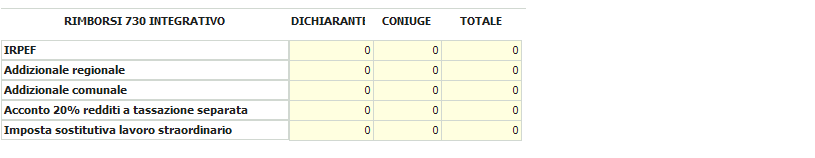 RIMBORSI 730 INTEGRATIVO DICHIARANTI CONIUGE TOTALE
IRPEF 0 0 0
Addizionale regionale 0 0 0
Addizionale comunale 0 0 0
Acconto 20% redditi a tassazione separata 0 0 0
Imposta sostitutiva lavoro straordinario 0 0 0